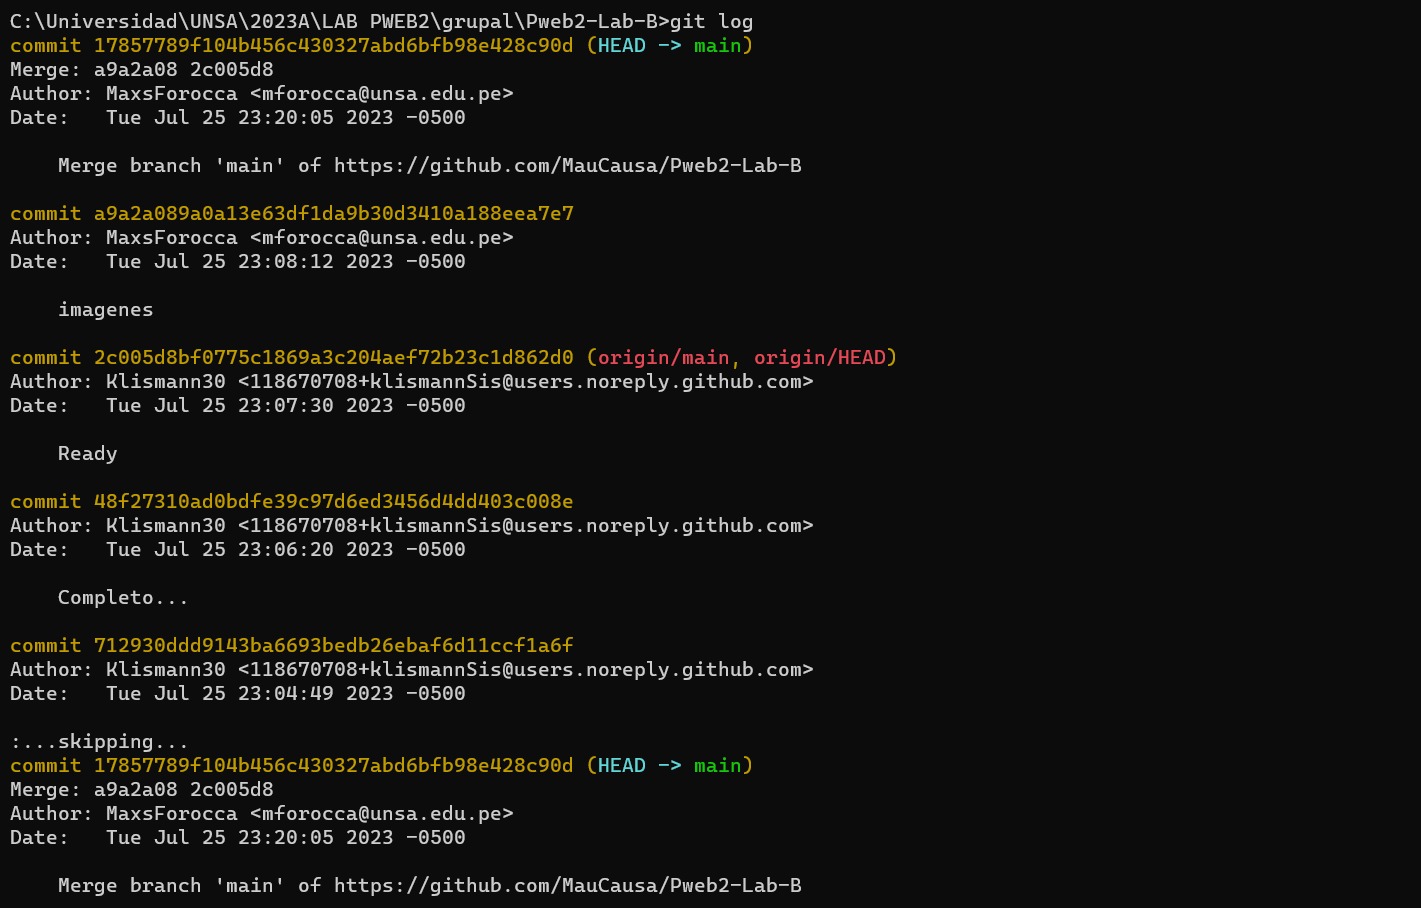 C:\Universidad\UNSA\2023A\LAB PWEB2\grupal\Pweb2-Lab-B>git log
commit 17857789f104b456c430327abd6bfb98e428c90d (HEAD -> main)
Merge: a9a2a08 2c005d8
Author: MaxsForocca <mforocca@unsa.edu.pe>
Date:   Tue Jul 25 23:20:05 2023 -0500
    Merge branch 'main' of https://github.com/MauCausa/Pweb2-Lab-B
commit a9a2a089a0a13e63df1da9b30d3410a188eea7e7
Author: MaxsForocca <mforocca@unsa.edu.pe>
Date:   Tue Jul 25 23:08:12 2023 -0500
    imagenes
commit 2c005d8bf0775c1869a3c204aef72b23c1d862d0 (origin/main, origin/HEAD)
Author: Klismann30 <118670708+klismannSis@users.noreply.github.com>
Date:   Tue Jul 25 23:07:30 2023 -0500
    Ready
commit 48f27310ad0bdfe39c97d6ed3456d4dd403c008e
Author: Klismann30 <118670708+klismannSis@users.noreply.github.com>
Date:   Tue Jul 25 23:06:20 2023 -0500
    Completo...
commit 712930ddd9143ba6693bedb26ebaf6d11ccf1a6f
Author: Klismann30 <118670708+klismannSis@users.noreply.github.com>
Date:   Tue Jul 25 23:04:49 2023 -0500
:...skipping...
commit 17857789f104b456c430327abd6bfb98e428c90d (HEAD -> main)
Merge: a9a2a08 2c005d8
Author: MaxsForocca <mforocca@unsa.edu.pe>
Date:   Tue Jul 25 23:20:05 2023 -0500
    Merge branch 'main' of https://github.com/MauCausa/Pweb2-Lab-B